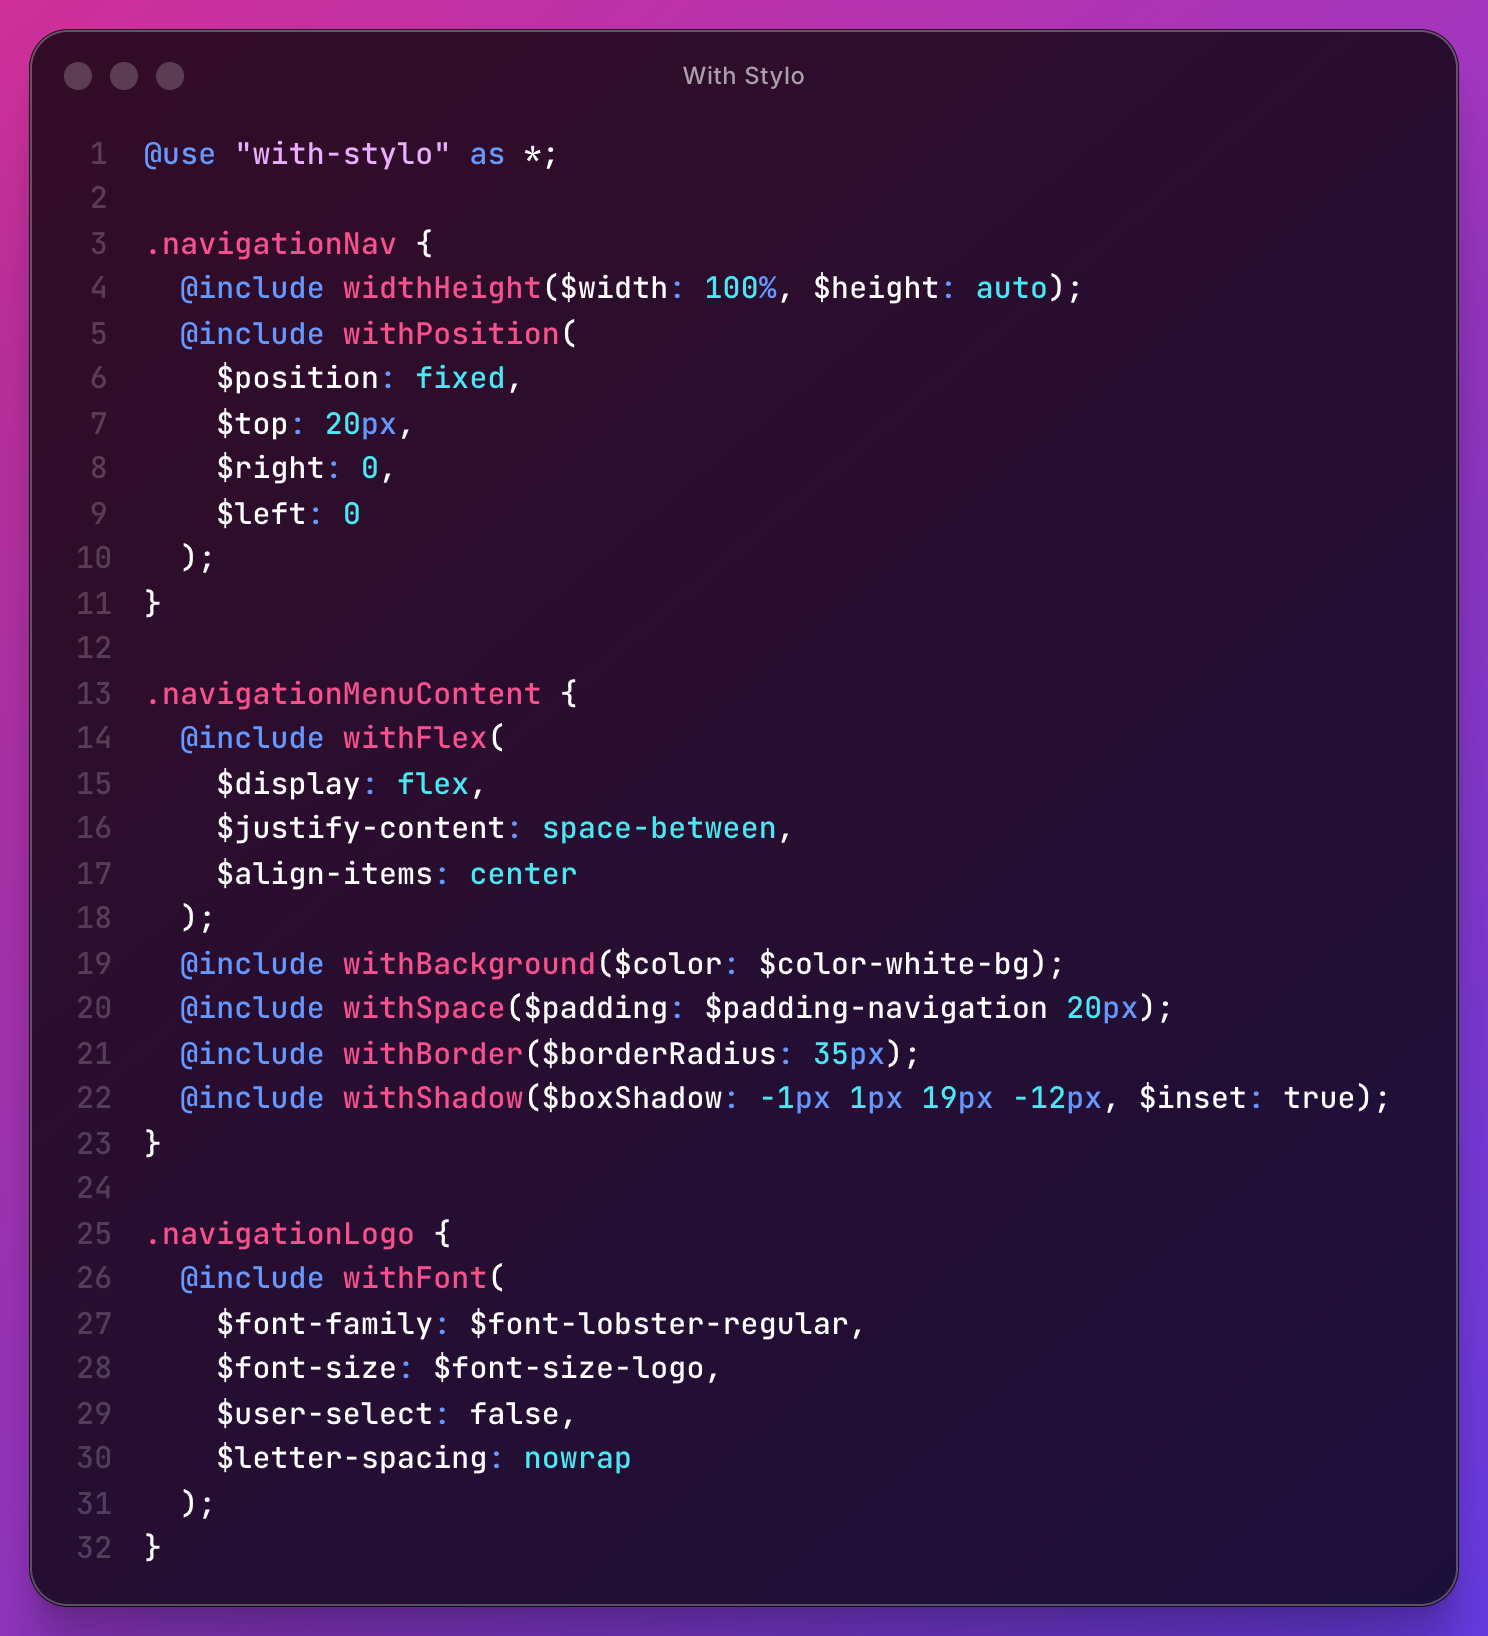 With Stylo
1 @use "with-stylo" as *;
2
3 .navigationNav {
4   @include widthHeight($width: 100%, $height: auto);
5   @include withPosition(
6     $position: fixed,
7     $top: 20px,
8     $right: 0,
9     $left: 0
10   );
11 }
12
13 .navigationMenuContent {
14   @include withFlex(
15     $display: flex,
16     $justify-content: space-between,
17     $align-items: center
18   );
19   @include withBackground($color: $color-white-bg);
20   @include withSpace($padding: $padding-navigation 20px);
21   @include withBorder($borderRadius: 35px);
22   @include withShadow($boxShadow: -1px 1px 19px -12px, $inset: true);
23 }
24
25 .navigationLogo {
26   @include withFont(
27     $font-family: $font-lobster-regular,
28     $font-size: $font-size-logo,
29     $user-select: false,
30     $letter-spacing: nowrap
31   );
32 }